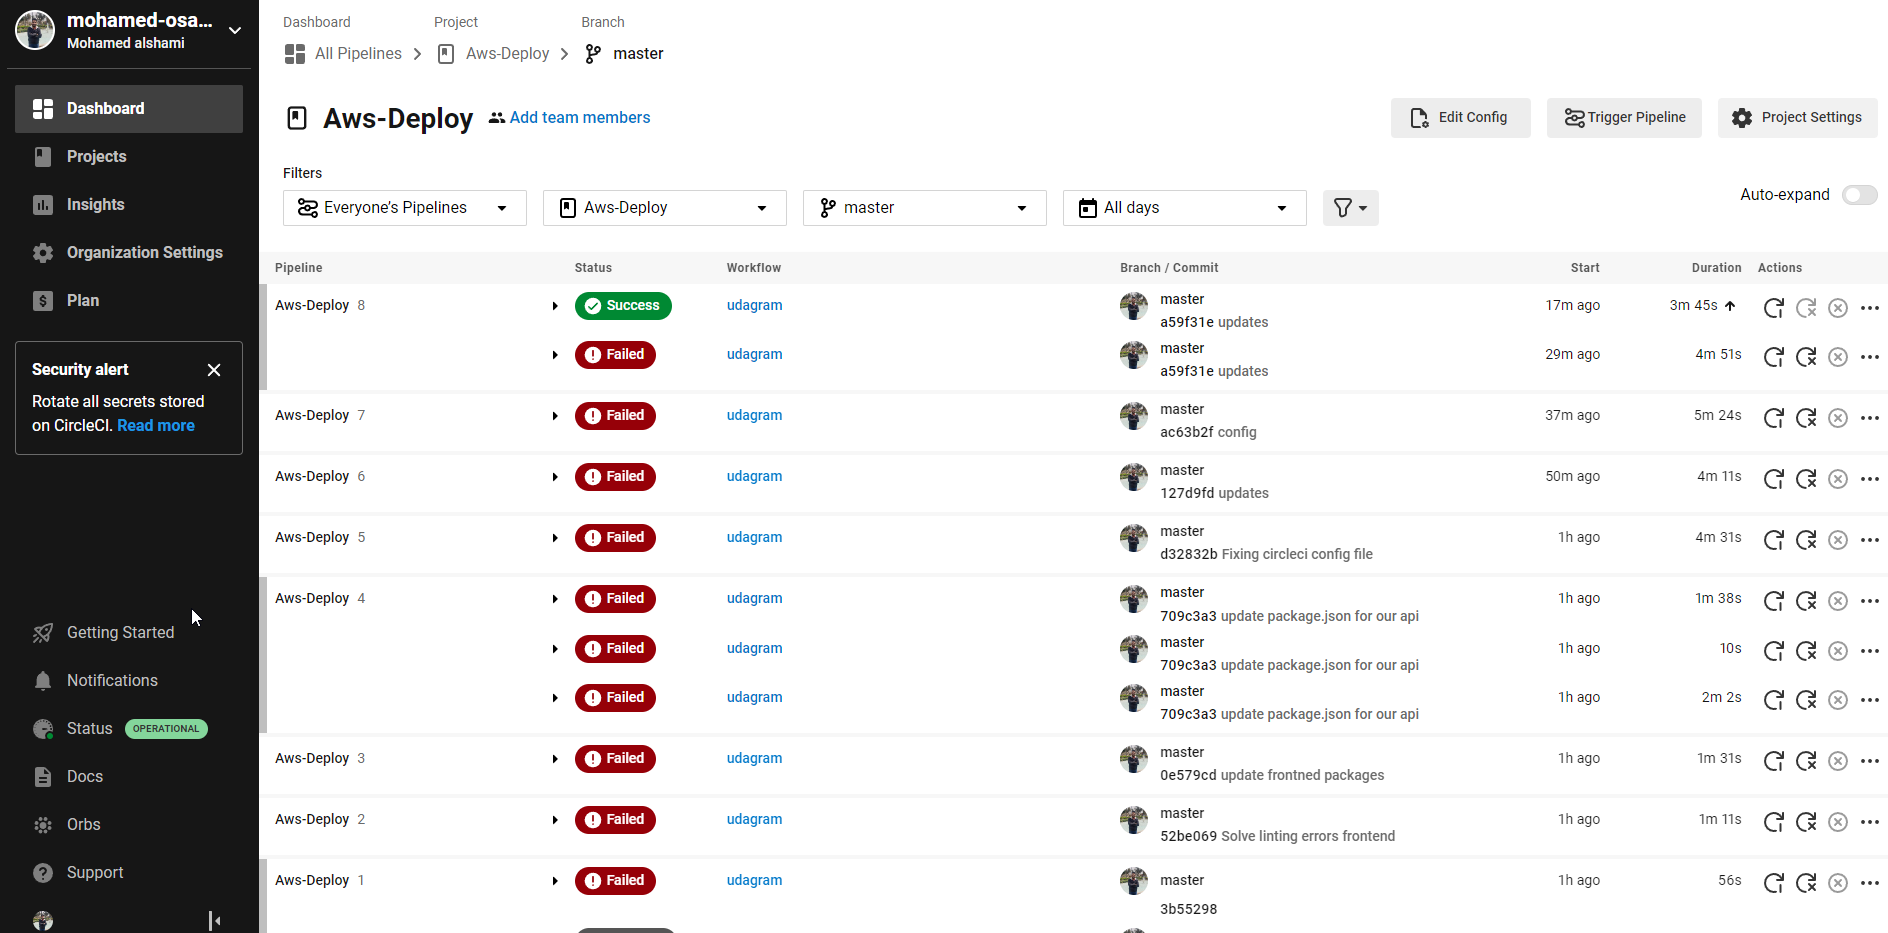 mohamed-osa...
Mohamed alshami
Dashboard
Projects
Insights
Organization Settings
Plan
Security alert
Rotate all secrets stored
on CircleCI. Read more
Getting Started
Notifications
Status OPERATIONAL
Docs
Orbs
Support
Dashboard Project Branch
All Pipelines Aws-Deploy master
Aws-Deploy Add team members
Edit Config Trigger Pipeline Project Settings
Filters
Everyone's Pipelines Aws-Deploy master All days
Auto-expand
Pipeline Status Workflow Branch / Commit Start Duration Actions
Aws-Deploy 8 Success udagram master 17m ago 3m 45s
a59f31e updates
Failed udagram master 29m ago 4m 51s
a59f31e updates
Aws-Deploy 7 Failed udagram master 37m ago 5m 24s
ac63b2f config
Aws-Deploy 6 Failed udagram master 50m ago 4m 11s
127d9fd updates
Aws-Deploy 5 Failed udagram master 1h ago 4m 31s
d32832b Fixing circleci config file
Aws-Deploy 4 Failed udagram master 1h ago 1m 38s
709c3a3 update package.json for our api
Failed udagram master 1h ago 10s
709c3a3 update package.json for our api
Failed udagram master 1h ago 2m 2s
709c3a3 update package.json for our api
Aws-Deploy 3 Failed udagram master 1h ago 1m 31s
0e579cd update frontned packages
Aws-Deploy 2 Failed udagram master 1h ago 1m 11s
52be069 Solve linting errors frontend
Aws-Deploy 1 Failed udagram master 1h ago 56s
3b55298